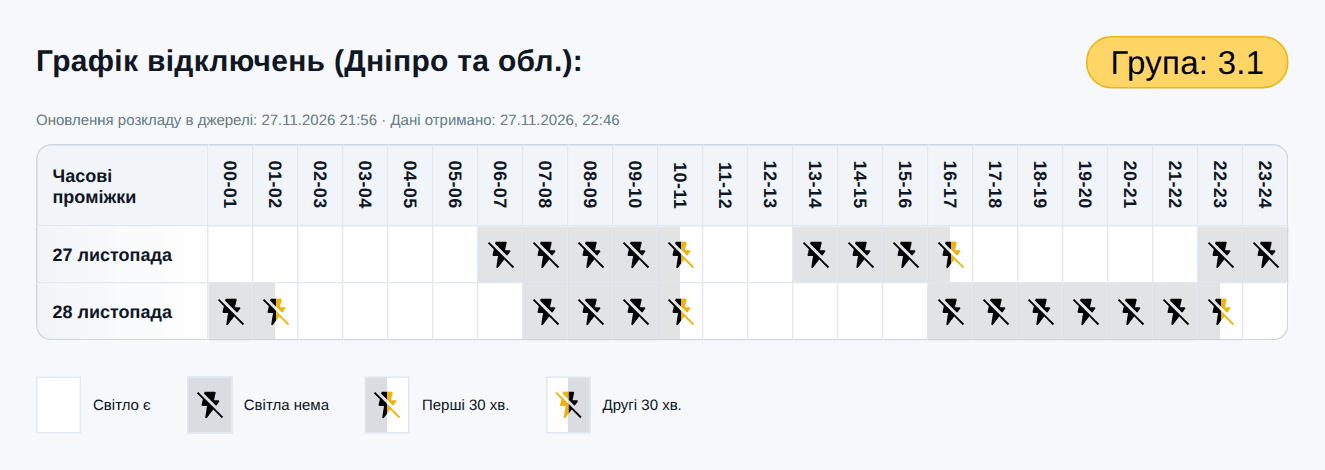 Графік відключень (Дніпро та обл.):
Група: 3.1
Оновлення розкладу в джерелі: 27.11.2026 21:56 · Дані отримано: 27.11.2026, 22:46
Часові
проміжки
00-01
01-02
02-03
03-04
04-05
05-06
06-07
07-08
08-09
09-10
10-11
11-12
12-13
13-14
14-15
15-16
16-17
17-18
18-19
19-20
20-21
21-22
22-23
23-24
27 листопада
28 листопада
Світло є
Світла нема
Перші 30 хв.
Другі 30 хв.